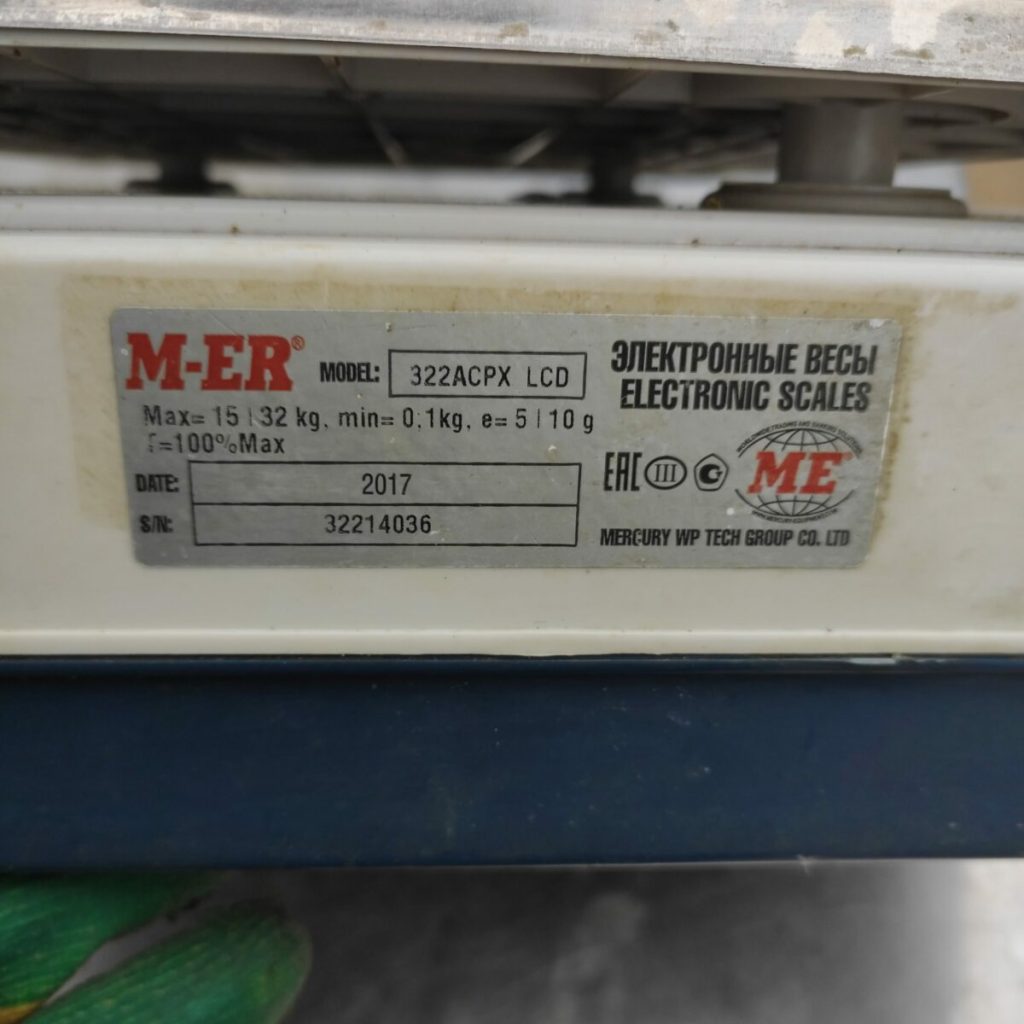 M-ER®
MODEL: 322ACPX LCD
Max= 15 | 32 kg, min= 0,1kg, e= 5 | 10 g
=100%Max
DATE: 2017
S/N: 32214036
ЭЛЕКТРОННЫЕ ВЕСЫ
ELECTRONIC SCALES
EAC III
ME
MERCURY WP TECH GROUP CO. LTD